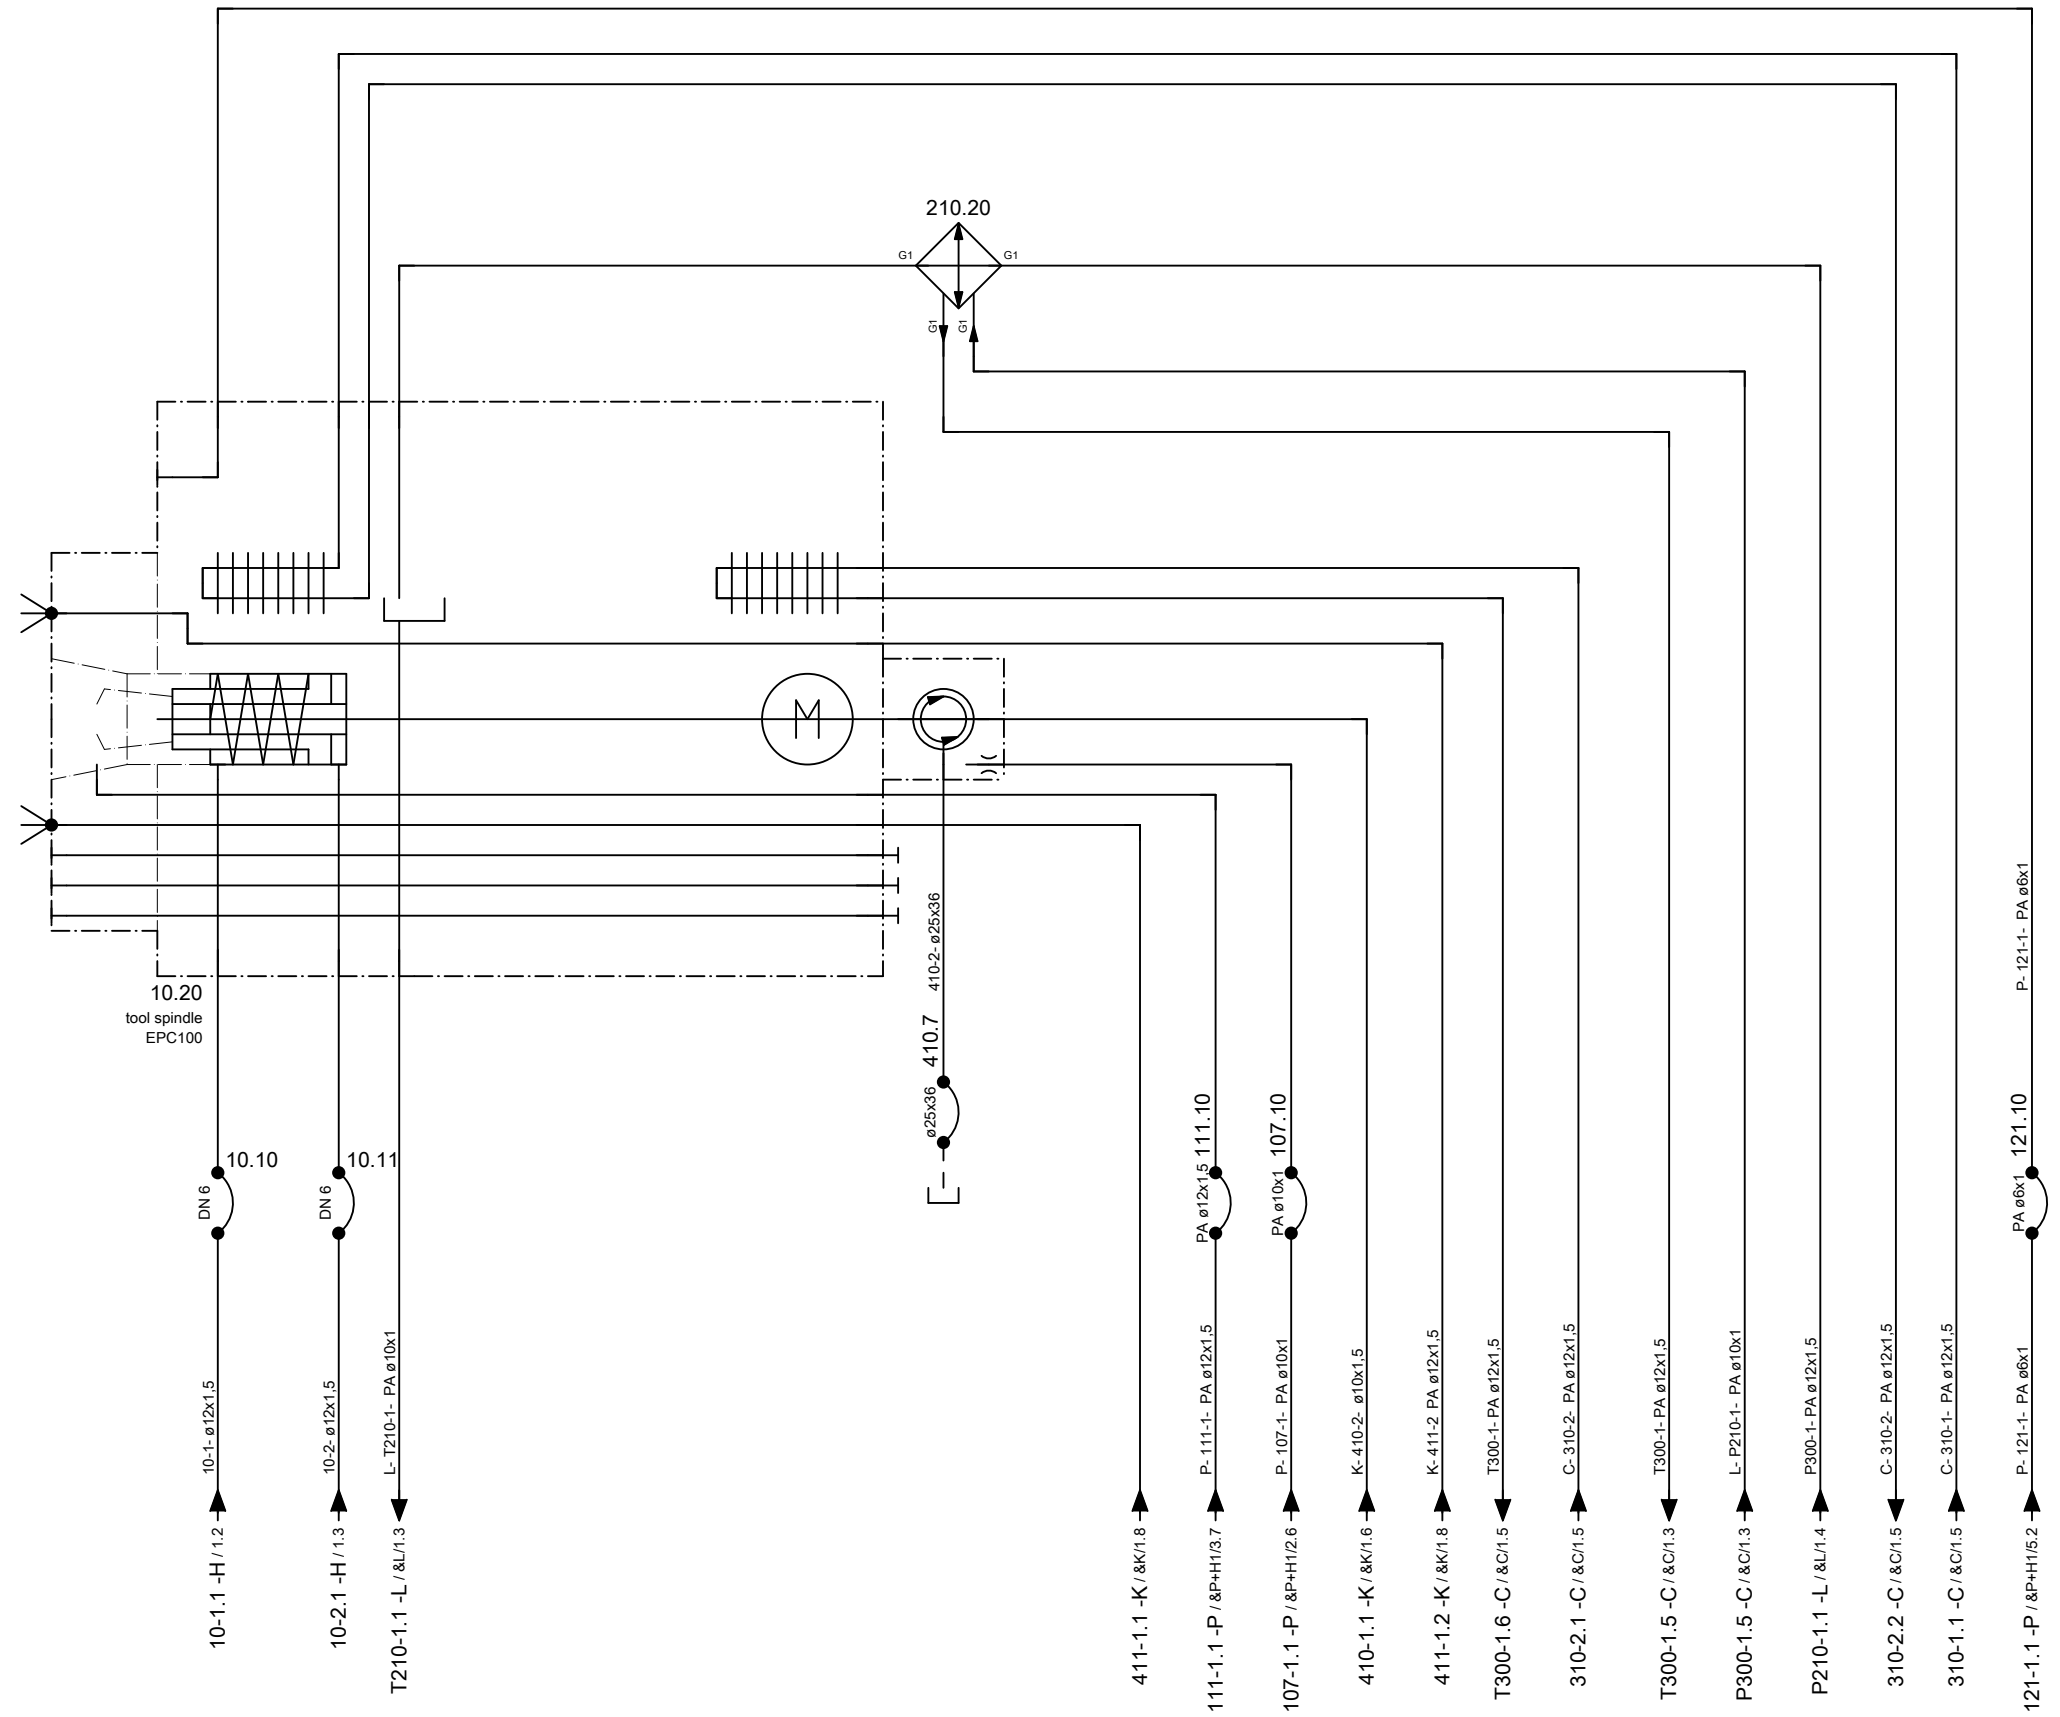 210.20
G1
G1
G1
G1
M
10.20
tool spindle
EPC100
410-2- ø25x36
410.7
ø25x36
P- 121-1- PA ø6x1
10.10
DN 6
10.11
DN 6
111.10
PA ø12x1,5
107.10
PA ø10x1
121.10
PA ø6x1
10-1- ø12x1,5
10-2- ø12x1,5
L- T210-1- PA ø10x1
P- 111-1- PA ø12x1,5
P- 107-1- PA ø10x1
K- 410-2- ø10x1,5
K- 411-2 PA ø12x1,5
T300-1- PA ø12x1,5
C- 310-2- PA ø12x1,5
T300-1- PA ø12x1,5
L- P210-1- PA ø10x1
P300-1- PA ø12x1,5
C- 310-2- PA ø12x1,5
C- 310-1- PA ø12x1,5
P- 121-1- PA ø6x1
10-1.1 -H / 1.2
10-2.1 -H / 1.3
T210-1.1 -L / &L/1.3
411-1.1 -K / &K/1.8
111-1.1 -P / &P+H1/3.7
107-1.1 -P / &P+H1/2.6
410-1.1 -K / &K/1.6
411-1.2 -K / &K/1.8
T300-1.6 -C / &C/1.5
310-2.1 -C / &C/1.5
T300-1.5 -C / &C/1.3
P300-1.5 -C / &C/1.3
P210-1.1 -L / &L/1.4
310-2.2 -C / &C/1.5
310-1.1 -C / &C/1.5
121-1.1 -P / &P+H1/5.2